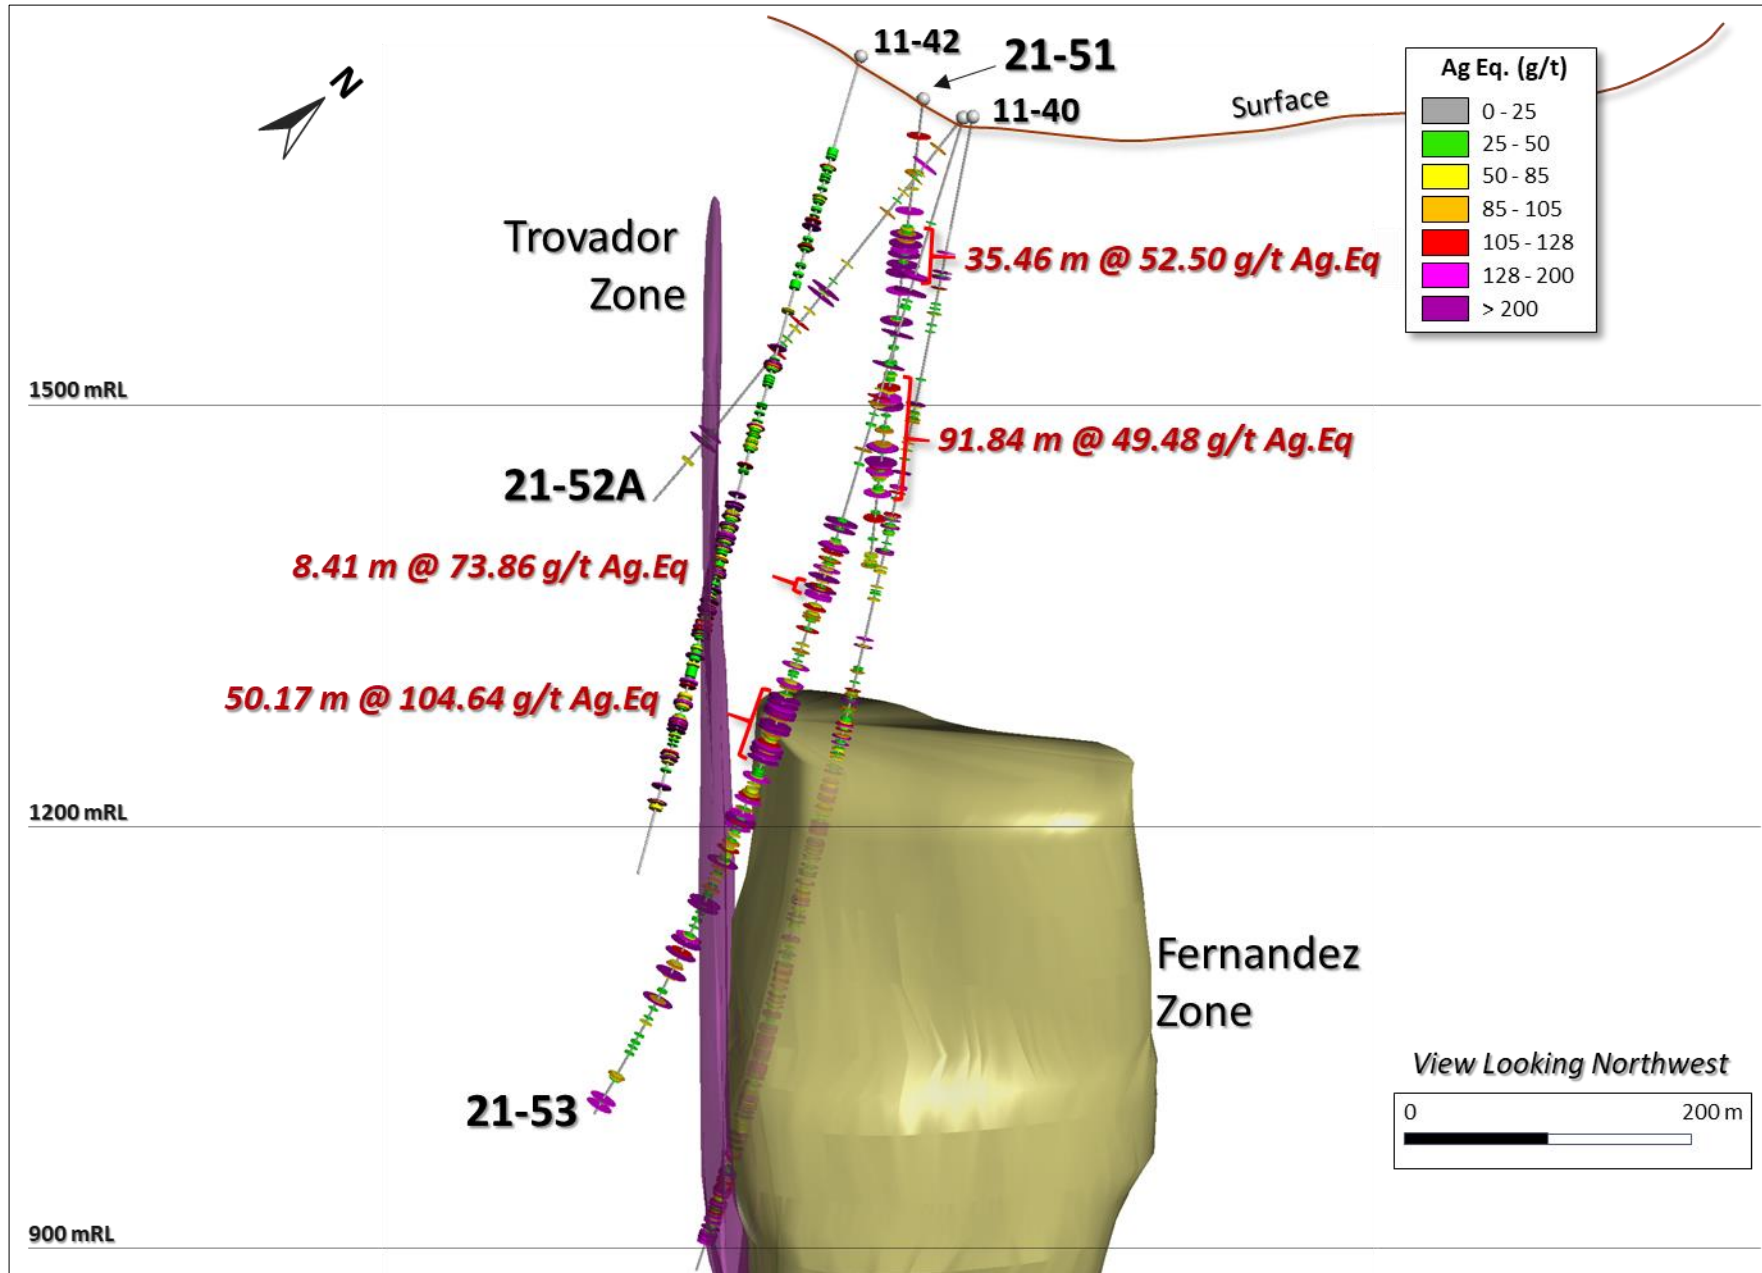 11-42
21-51
11-40
N
Surface
Ag Eq. (g/t)
0 - 25
25 - 50
50 - 85
85 - 105
105 - 128
128 - 200
> 200
Trovador
Zone
35.46 m @ 52.50 g/t Ag.Eq
1500 mRL
91.84 m @ 49.48 g/t Ag.Eq
21-52A
8.41 m @ 73.86 g/t Ag.Eq
50.17 m @ 104.64 g/t Ag.Eq
1200 mRL
Fernandez
Zone
21-53
View Looking Northwest
0 200 m
900 mRL